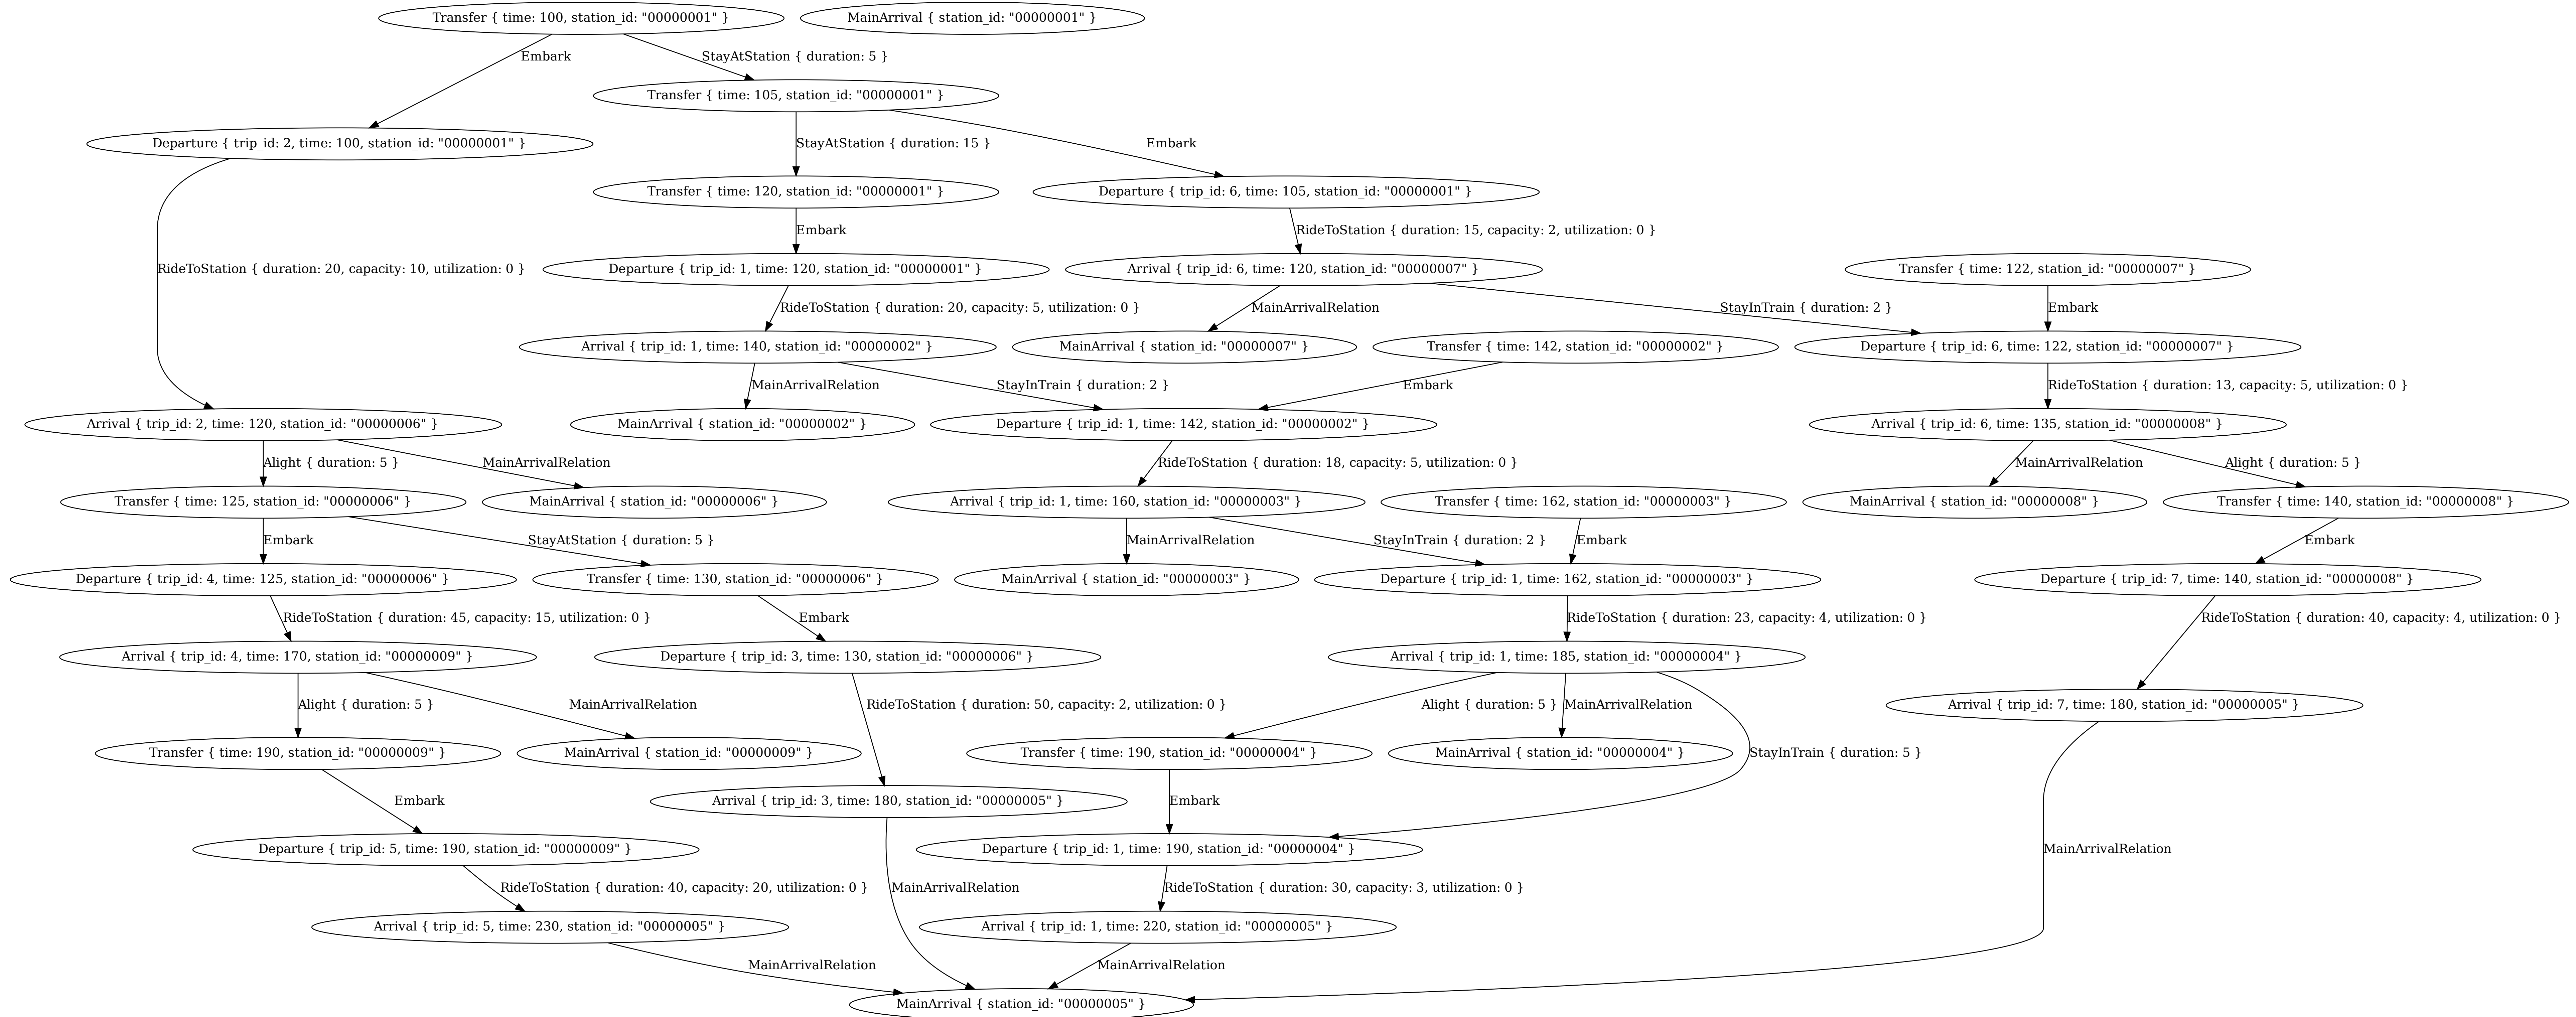 Transfer { time: 100, station_id: "00000001" }
MainArrival { station_id: "00000001" }
Embark
StayAtStation { duration: 5 }
Transfer { time: 105, station_id: "00000001" }
Departure { trip_id: 2, time: 100, station_id: "00000001" }
StayAtStation { duration: 15 }
Embark
Transfer { time: 120, station_id: "00000001" }
Departure { trip_id: 6, time: 105, station_id: "00000001" }
Embark
RideToStation { duration: 15, capacity: 2, utilization: 0 }
RideToStation { duration: 20, capacity: 10, utilization: 0 }
Departure { trip_id: 1, time: 120, station_id: "00000001" }
Arrival { trip_id: 6, time: 120, station_id: "00000007" }
Transfer { time: 122, station_id: "00000007" }
RideToStation { duration: 20, capacity: 5, utilization: 0 }
MainArrivalRelation
StayInTrain { duration: 2 }
Embark
Arrival { trip_id: 1, time: 140, station_id: "00000002" }
MainArrival { station_id: "00000007" }
Transfer { time: 142, station_id: "00000002" }
Departure { trip_id: 6, time: 122, station_id: "00000007" }
MainArrivalRelation
StayInTrain { duration: 2 }
Embark
RideToStation { duration: 13, capacity: 5, utilization: 0 }
Arrival { trip_id: 2, time: 120, station_id: "00000006" }
MainArrival { station_id: "00000002" }
Departure { trip_id: 1, time: 142, station_id: "00000002" }
Arrival { trip_id: 6, time: 135, station_id: "00000008" }
Alight { duration: 5 }
MainArrivalRelation
RideToStation { duration: 18, capacity: 5, utilization: 0 }
MainArrivalRelation
Alight { duration: 5 }
Transfer { time: 125, station_id: "00000006" }
MainArrival { station_id: "00000006" }
Arrival { trip_id: 1, time: 160, station_id: "00000003" }
Transfer { time: 162, station_id: "00000003" }
MainArrival { station_id: "00000008" }
Transfer { time: 140, station_id: "00000008" }
Embark
StayAtStation { duration: 5 }
MainArrivalRelation
StayInTrain { duration: 2 }
Embark
Embark
Departure { trip_id: 4, time: 125, station_id: "00000006" }
Transfer { time: 130, station_id: "00000006" }
MainArrival { station_id: "00000003" }
Departure { trip_id: 1, time: 162, station_id: "00000003" }
Departure { trip_id: 7, time: 140, station_id: "00000008" }
RideToStation { duration: 45, capacity: 15, utilization: 0 }
Embark
RideToStation { duration: 23, capacity: 4, utilization: 0 }
RideToStation { duration: 40, capacity: 4, utilization: 0 }
Arrival { trip_id: 4, time: 170, station_id: "00000009" }
Departure { trip_id: 3, time: 130, station_id: "00000006" }
Arrival { trip_id: 1, time: 185, station_id: "00000004" }
Alight { duration: 5 }
MainArrivalRelation
RideToStation { duration: 50, capacity: 2, utilization: 0 }
Alight { duration: 5 }
MainArrivalRelation
Arrival { trip_id: 7, time: 180, station_id: "00000005" }
Transfer { time: 190, station_id: "00000009" }
MainArrival { station_id: "00000009" }
Transfer { time: 190, station_id: "00000004" }
MainArrival { station_id: "00000004" }
StayInTrain { duration: 5 }
Embark
Arrival { trip_id: 3, time: 180, station_id: "00000005" }
Embark
Departure { trip_id: 5, time: 190, station_id: "00000009" }
Departure { trip_id: 1, time: 190, station_id: "00000004" }
MainArrivalRelation
RideToStation { duration: 40, capacity: 20, utilization: 0 }
MainArrivalRelation
RideToStation { duration: 30, capacity: 3, utilization: 0 }
Arrival { trip_id: 5, time: 230, station_id: "00000005" }
Arrival { trip_id: 1, time: 220, station_id: "00000005" }
MainArrivalRelation
MainArrivalRelation
MainArrival { station_id: "00000005" }